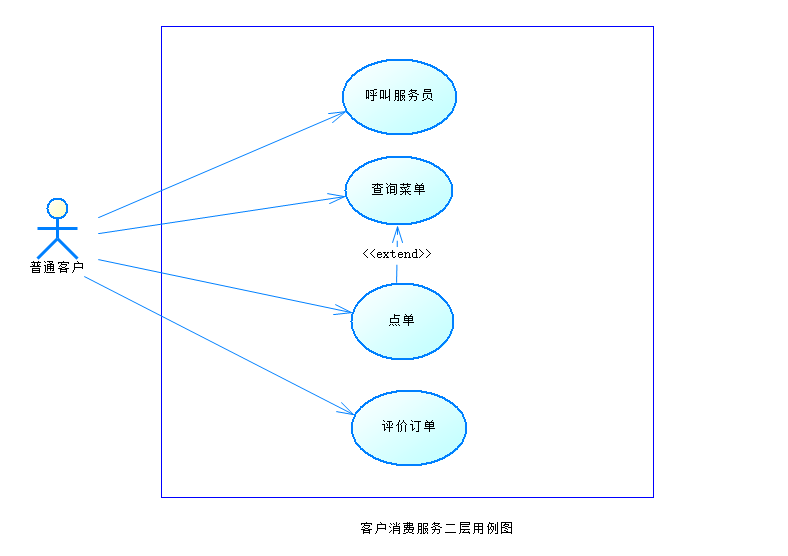 呼叫服务员
查询菜单
<<extend>>
普通客户
点单
评价订单
客户消费服务二层用例图